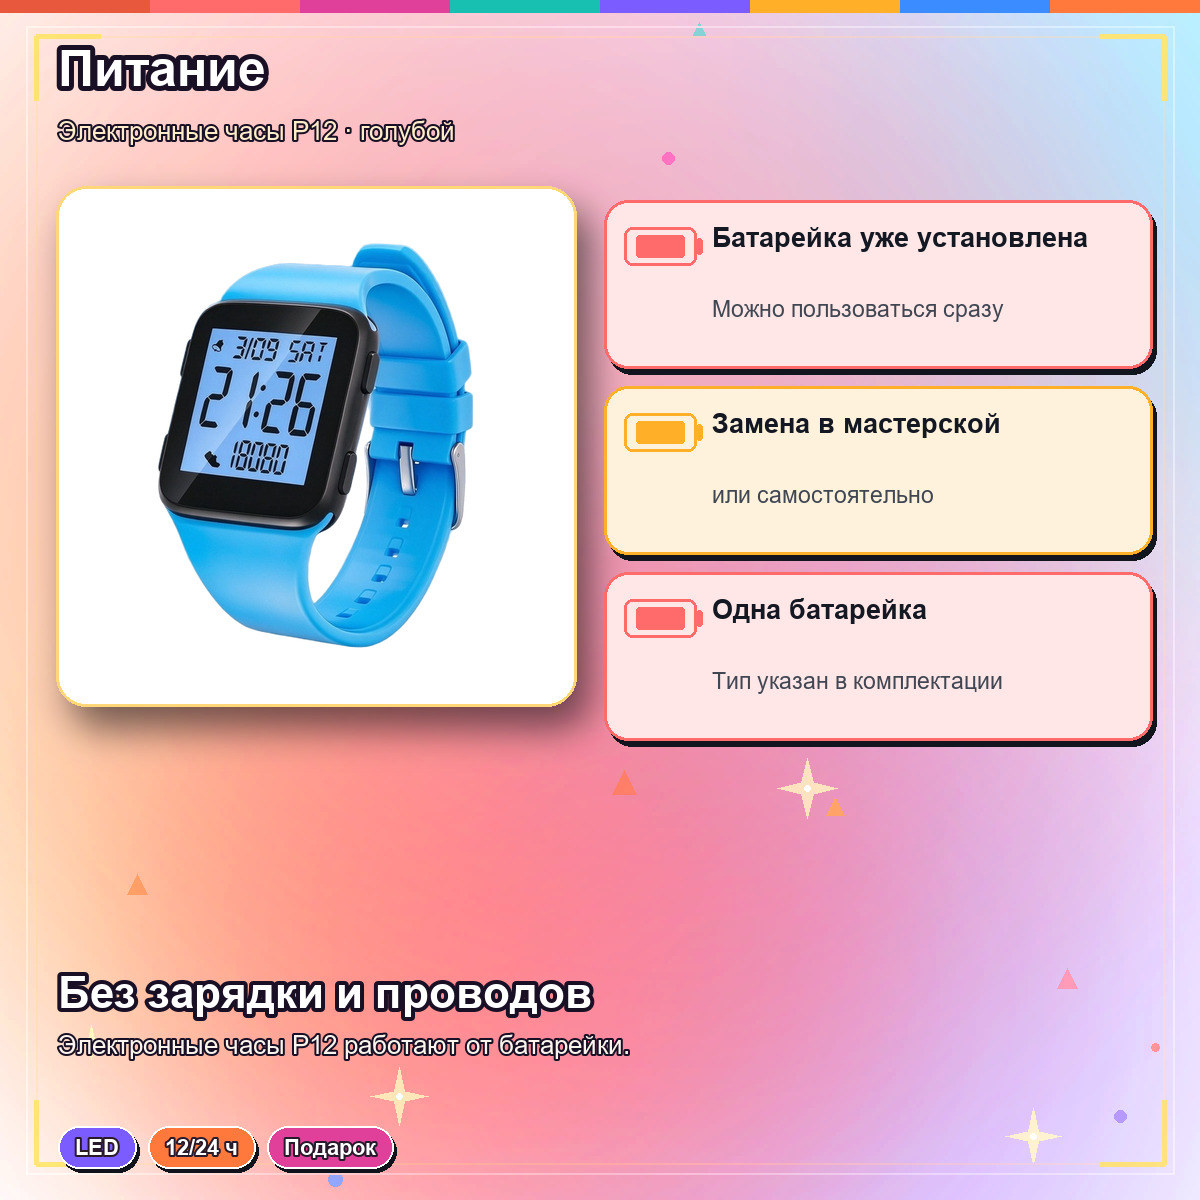 Питание
Электронные часы P12 · голубой
3/09 SAT
21:26
18080
Батарейка уже установлена
Можно пользоваться сразу
Замена в мастерской
или самостоятельно
Одна батарейка
Тип указан в комплектации
Без зарядки и проводов
Электронные часы P12 работают от батарейки.
LED
12/24 ч
Подарок